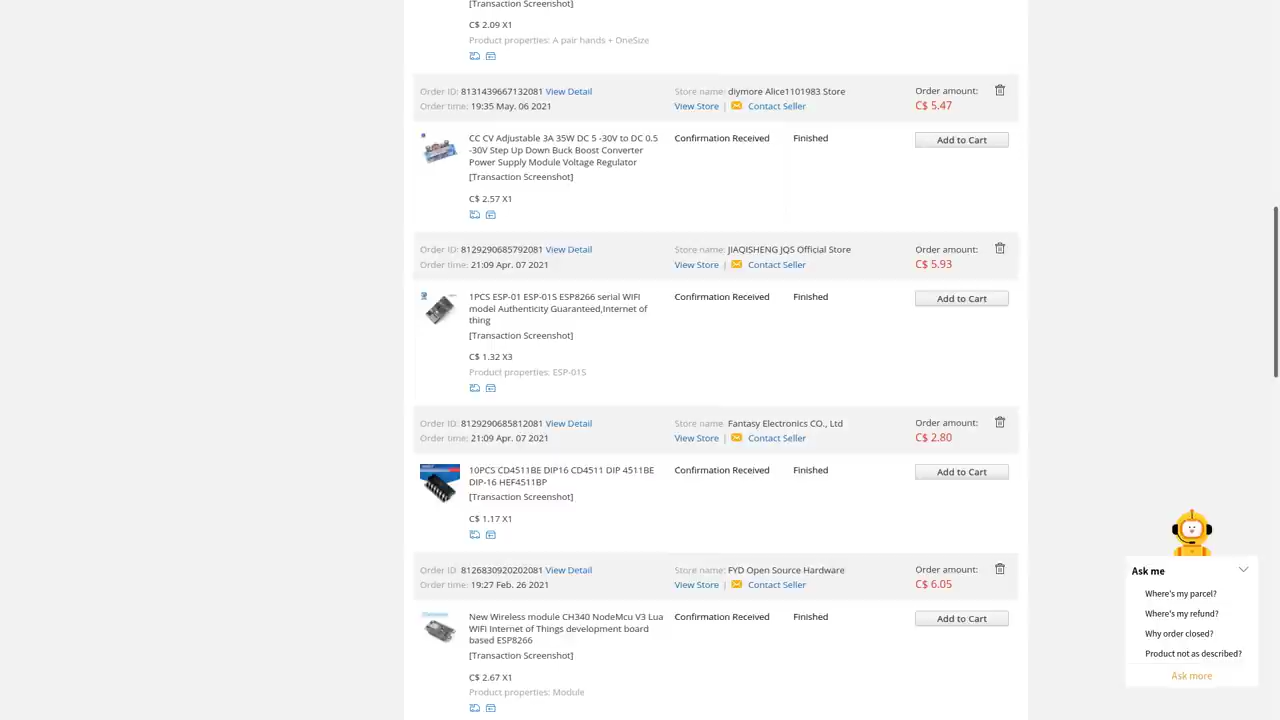 [Transaction Screenshot]
C$ 2.09 X1
Product properties: A pair hands + OneSize
Order ID: 8131439667132081 View Detail
Order time: 19:35 May. 06 2021
Store name: diymore Alice1101983 Store
View Store | Contact Seller
Order amount:
C$ 5.47
CC CV Adjustable 3A 35W DC 5 -30V to DC 0.5
-30V Step Up Down Buck Boost Converter
Power Supply Module Voltage Regulator
[Transaction Screenshot]
C$ 2.57 X1
Confirmation Received
Finished
Add to Cart
Order ID: 8129290685792081 View Detail
Order time: 21:09 Apr. 07 2021
Store name: JIAQISHENG JQS Official Store
View Store | Contact Seller
Order amount:
C$ 5.93
1PCS ESP-01 ESP-01S ESP8266 serial WIFI
model Authenticity Guaranteed,Internet of
thing
[Transaction Screenshot]
C$ 1.32 X3
Product properties: ESP-01S
Confirmation Received
Finished
Add to Cart
Order ID: 8129290685812081 View Detail
Order time: 21:09 Apr. 07 2021
Store name: Fantasy Electronics CO., Ltd
View Store | Contact Seller
Order amount:
C$ 2.80
10PCS CD4511BE DIP16 CD4511 DIP 4511BE
DIP-16 HEF4511BP
[Transaction Screenshot]
C$ 1.17 X1
Confirmation Received
Finished
Add to Cart
Order ID: 8126830920202081 View Detail
Order time: 19:27 Feb. 26 2021
Store name: FYD Open Source Hardware
View Store | Contact Seller
Order amount:
C$ 6.05
New Wireless module CH340 NodeMcu V3 Lua
WIFI Internet of Things development board
based ESP8266
[Transaction Screenshot]
C$ 2.67 X1
Product properties: Module
Confirmation Received
Finished
Add to Cart
Ask me
Where's my parcel?
Where's my refund?
Why order closed?
Product not as described?
Ask more